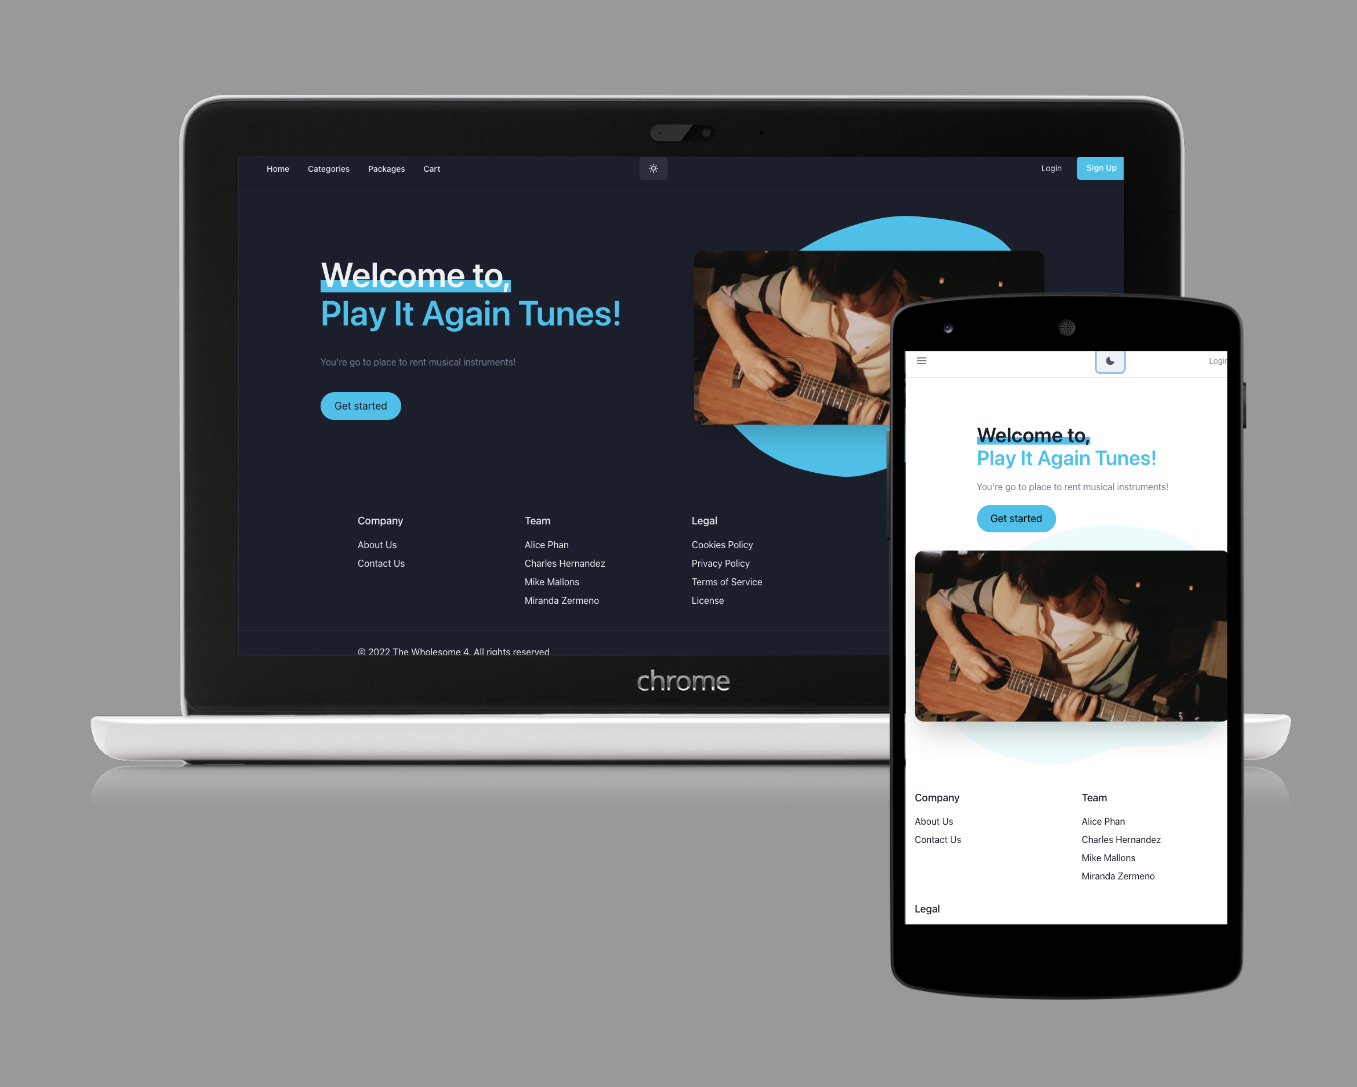 Home Categories Packages Cart
Login Sign Up
Welcome to,
Play It Again Tunes!
You're go to place to rent musical instruments!
Get started
Company Team Legal
About Us Alice Phan Cookies Policy
Contact Us Charles Hernandez Privacy Policy
Mike Mallons Terms of Service
Miranda Zermeno License
© 2022 The Wholesome 4. All rights reserved
chrome
Login
Welcome to,
Play It Again Tunes!
You're go to place to rent musical instruments!
Get started
Company Team
About Us Alice Phan
Contact Us Charles Hernandez
Mike Mallons
Miranda Zermeno
Legal